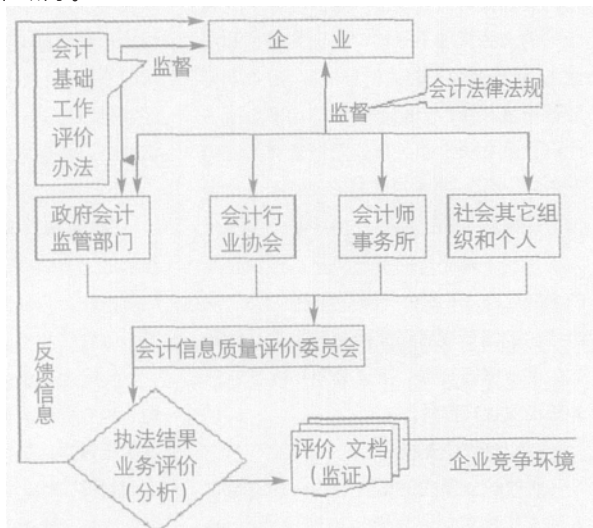 企 业
会计
基础
工作
评价
办法
监督
会计法律法规
监督
政府会计
监管部门
会计行
业协会
会计师
事务所
社会其它组
织和个人
会计信息质量评价委员会
反馈信息
执法结果
业务评价
(分析)
评价 文档
(监证)
企业竞争环境